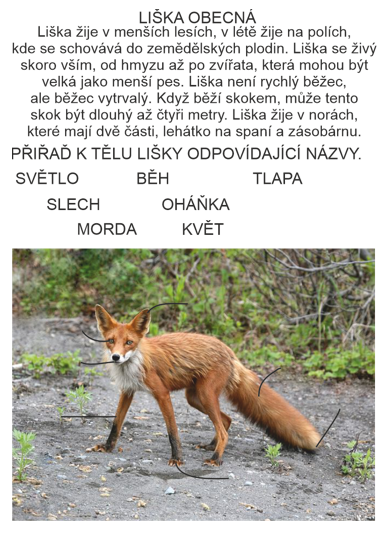 LIŠKA OBECNÁ
Liška žije v menších lesích, v létě žije na polích,
kde se schovává do zemědělských plodin. Liška se živý
skoro vším, od hmyzu až po zvířata, která mohou být
velká jako menší pes. Liška není rychlý běžec,
ale běžec vytrvalý. Když běží skokem, může tento
skok být dlouhý až čtyři metry. Liška žije v norách,
které mají dvě části, lehátko na spaní a zásobárnu.
PŘIŘAĎ K TĚLU LIŠKY ODPOVÍDAJÍCÍ NÁZVY.
SVĚTLO BĚH TLAPA
SLECH OHÁŇKA
MORDA KVĚT